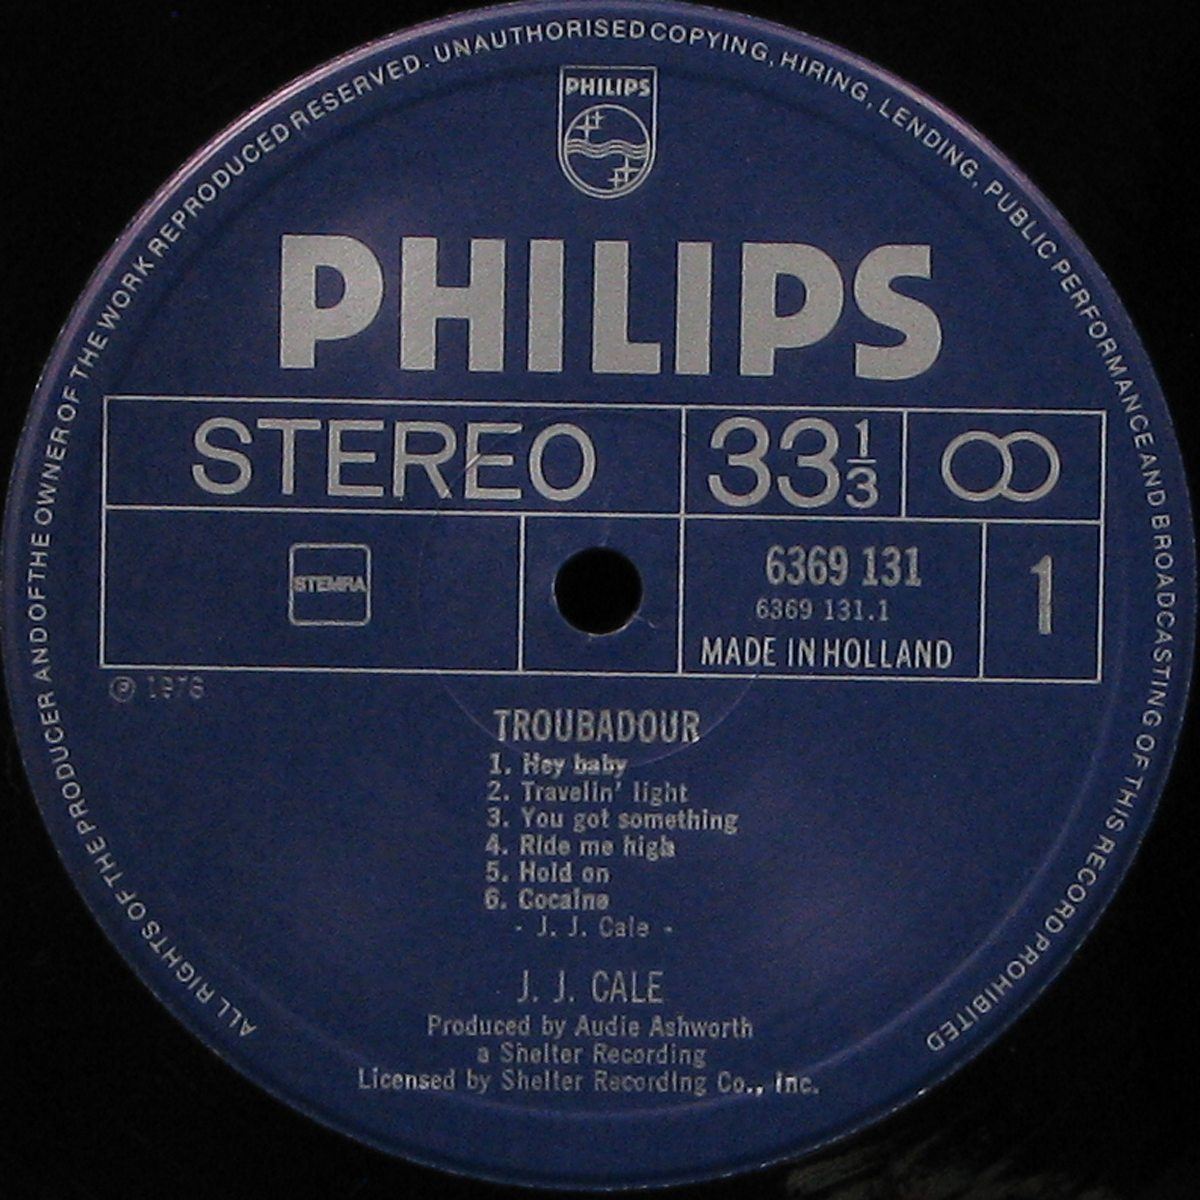 ALL RIGHTS OF THE PRODUCER AND OF THE OWNER OF THE WORK REPRODUCED RESERVED. UNAUTHORISED COPYING, HIRING, LENDING, PUBLIC PERFORMANCE AND BROADCASTING OF THIS RECORD PROHIBITED
PHILIPS
PHILIPS
STEREO 33 1/3
STEMRA
6369 131
6369 131.1
MADE IN HOLLAND
1
℗ 1976
TROUBADOUR
1. Hey baby
2. Travelin' light
3. You got something
4. Ride me high
5. Hold on
6. Cocaine
- J. J. Cale -
J. J. CALE
Produced by Audie Ashworth
a Shelter Recording
Licensed by Shelter Recording Co., Inc.